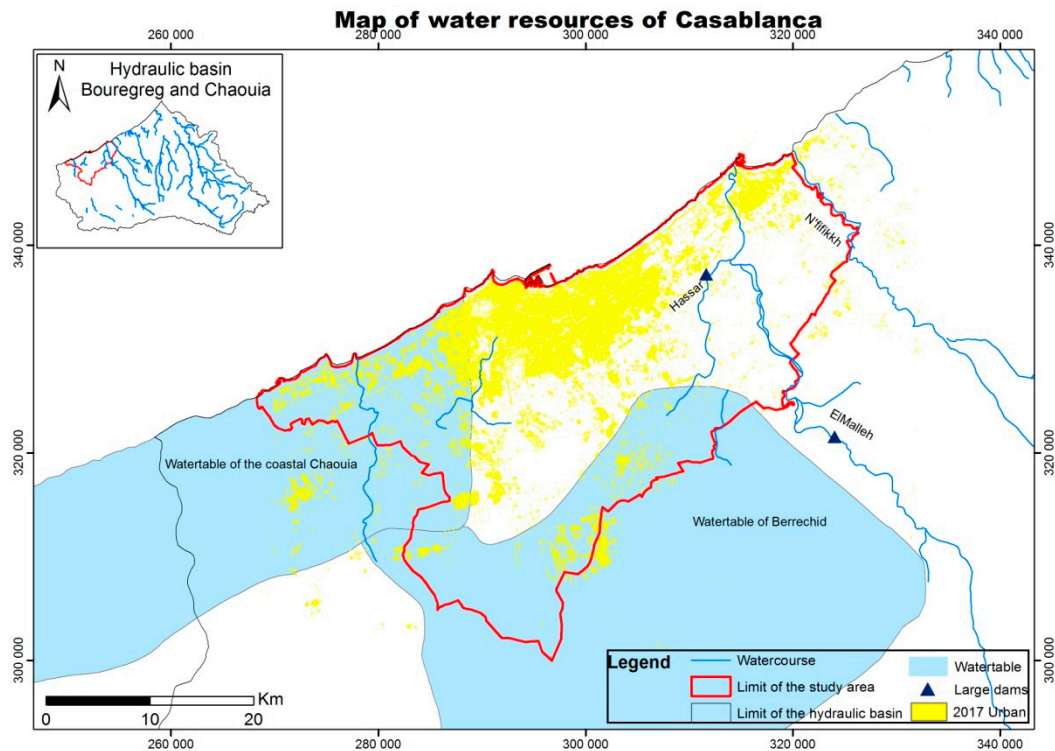 Map of water resources of Casablanca
260 000 280 000 300 000 320 000 340 000
N
Hydraulic basin
Bouregreg and Chaouia
340 000 340 000
N'fifikkh
Hassar
ElMalleh
320 000 320 000
Watertable of the coastal Chaouia
Watertable of Berrechid
300 000 300 000
Legend
Watercourse
Limit of the study area
Limit of the hydraulic basin
Watertable
Large dams
2017 Urban
Km
0 10 20
260 000 280 000 300 000 320 000 340 000